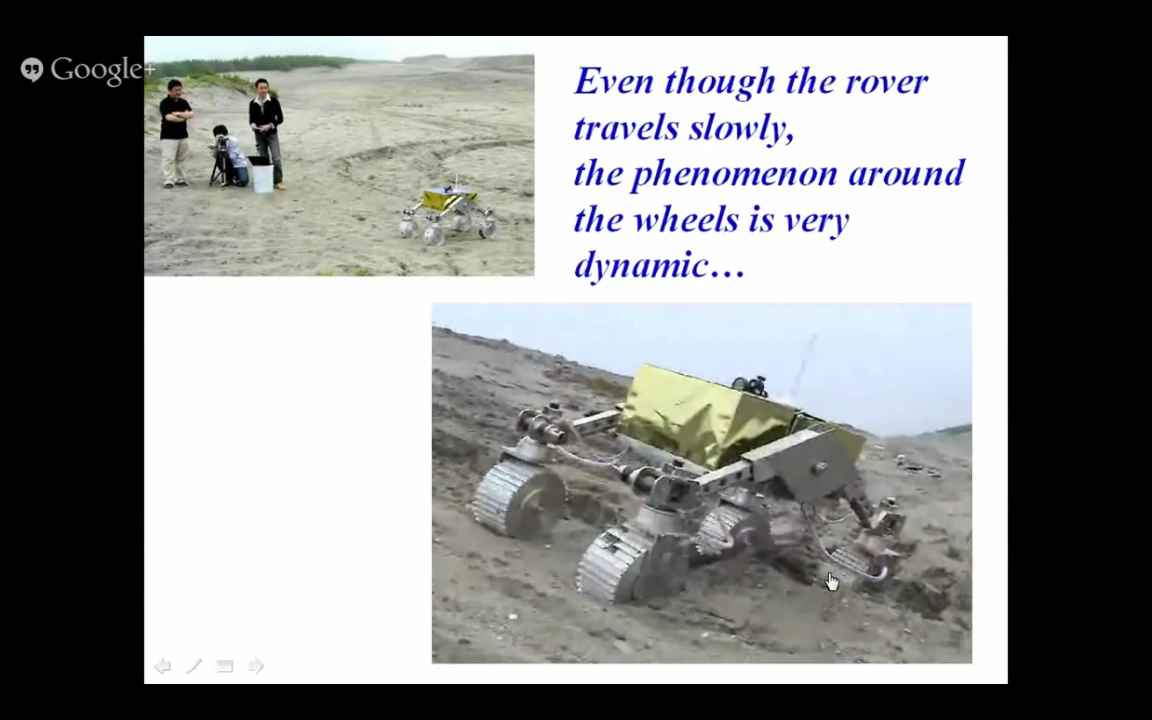 Google+
Even though the rover
travels slowly,
the phenomenon around
the wheels is very
dynamic…